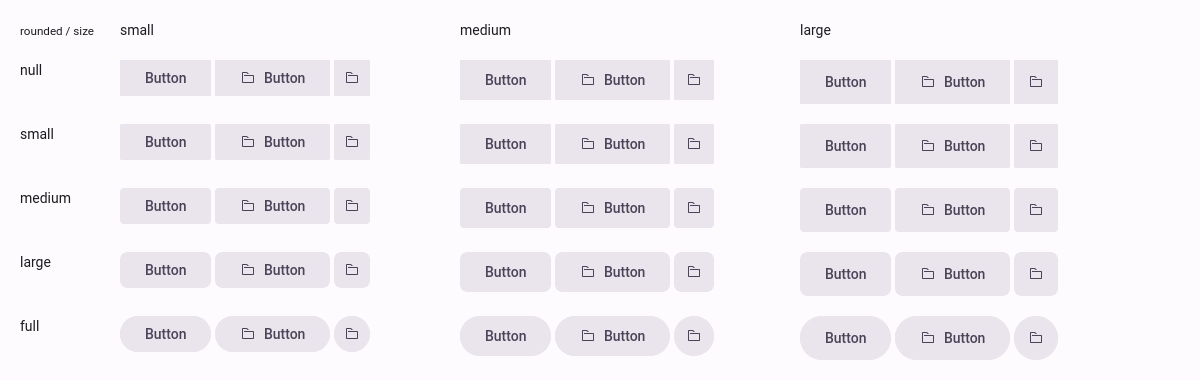 rounded / size small medium large
null Button Button Button Button Button Button
small Button Button Button Button Button Button
medium Button Button Button Button Button Button
large Button Button Button Button Button Button
full Button Button Button Button Button Button